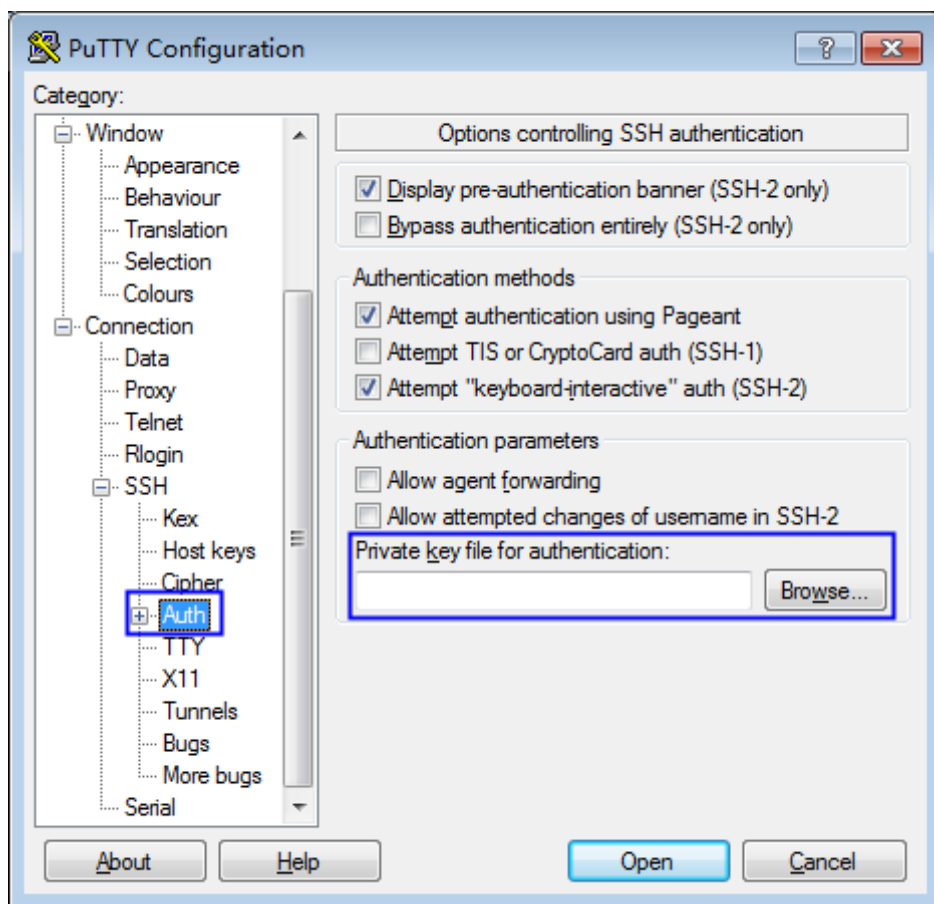 PuTTY Configuration
Category:
Window
Appearance
Behaviour
Translation
Selection
Colours
Connection
Data
Proxy
Telnet
Rlogin
SSH
Kex
Host keys
Cipher
Auth
TTY
X11
Tunnels
Bugs
More bugs
Serial
Options controlling SSH authentication
Display pre-authentication banner (SSH-2 only)
Bypass authentication entirely (SSH-2 only)
Authentication methods
Attempt authentication using Pageant
Attempt TIS or CryptoCard auth (SSH-1)
Attempt "keyboard-interactive" auth (SSH-2)
Authentication parameters
Allow agent forwarding
Allow attempted changes of username in SSH-2
Private key file for authentication:
Browse...
About
Help
Open
Cancel